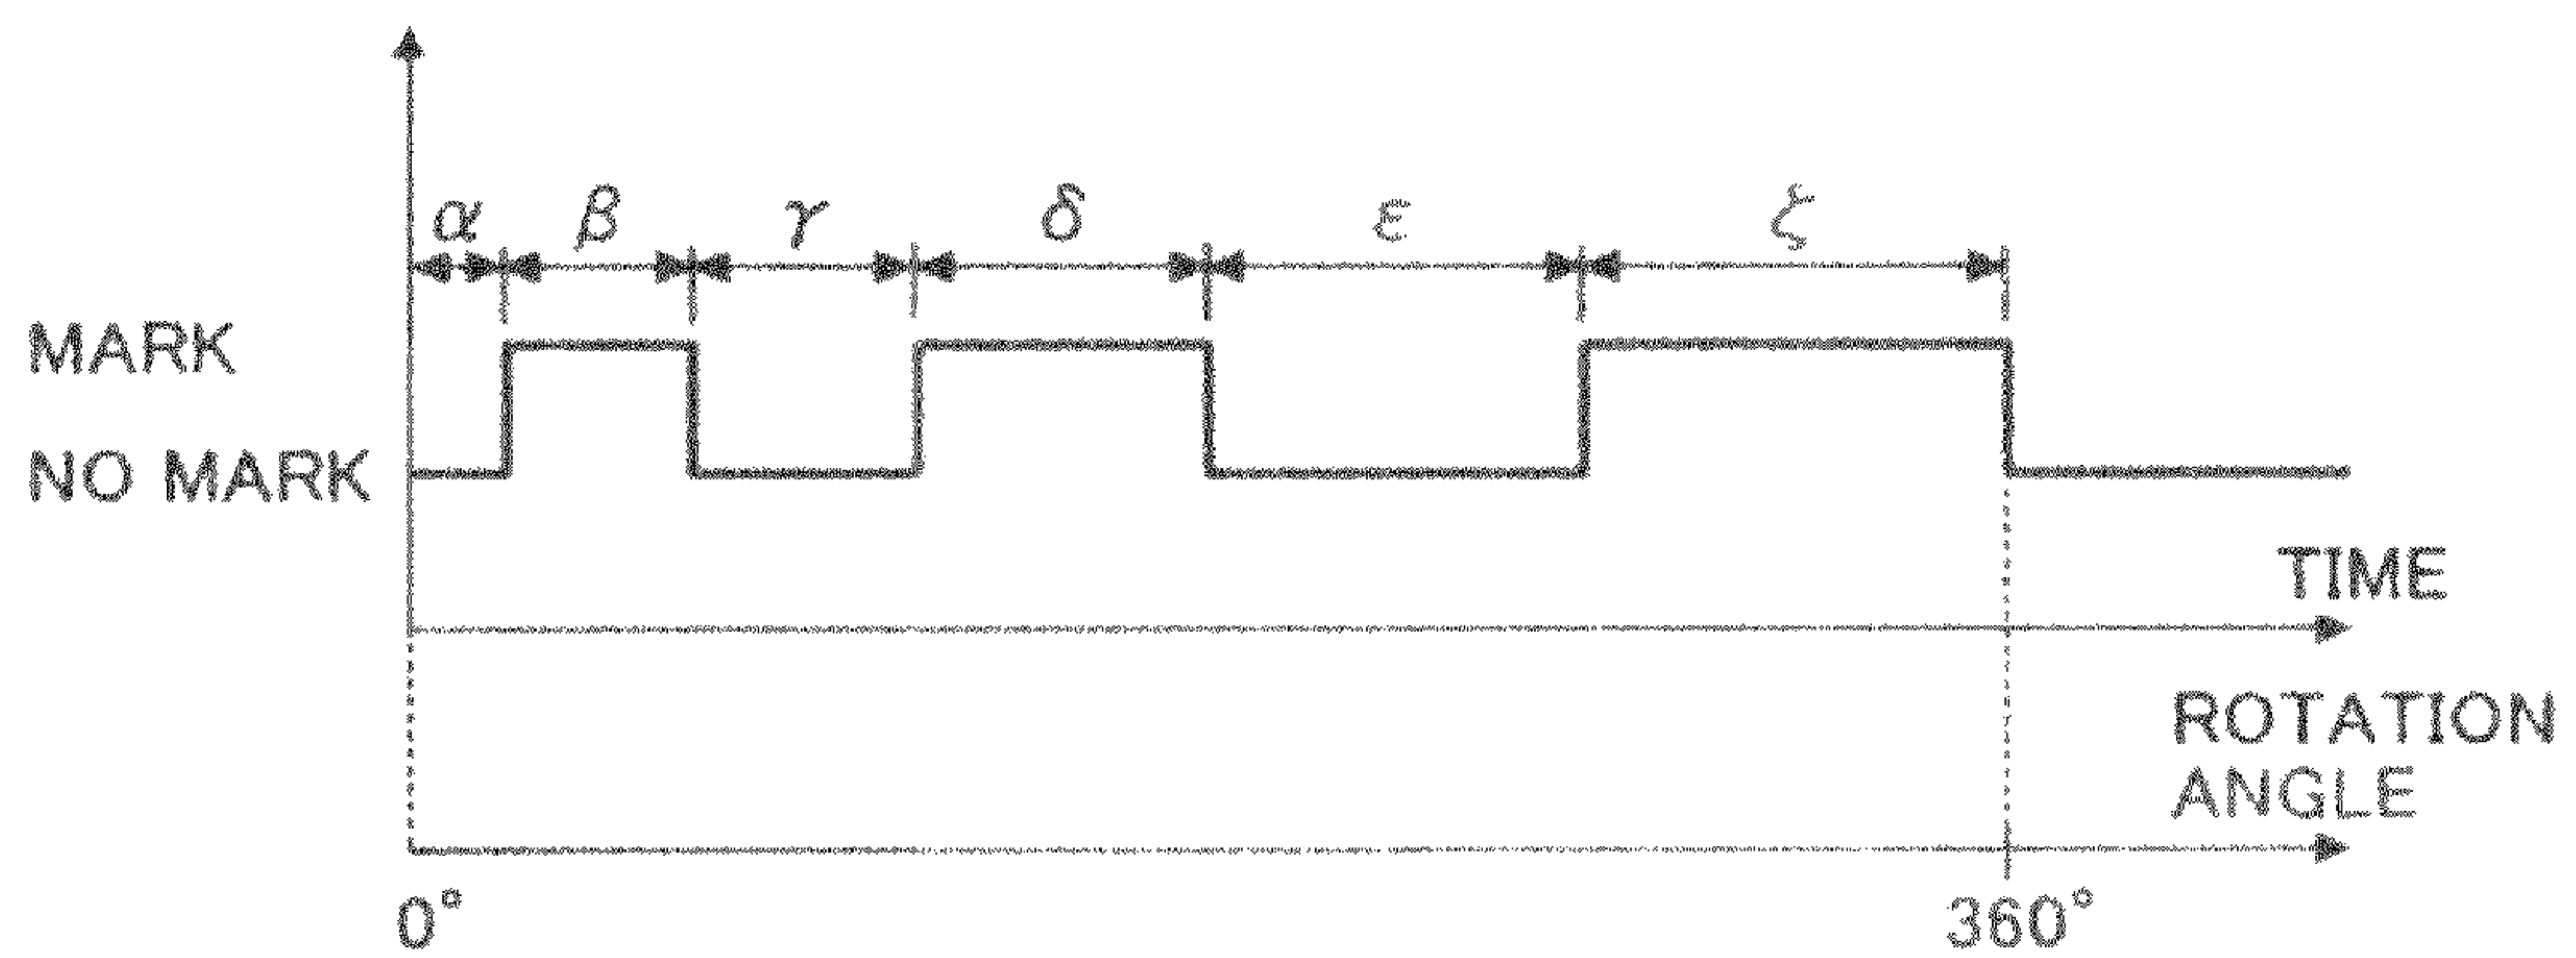 α β γ δ ε ζ
MARK
NO MARK
TIME
ROTATION
ANGLE
0° 360°